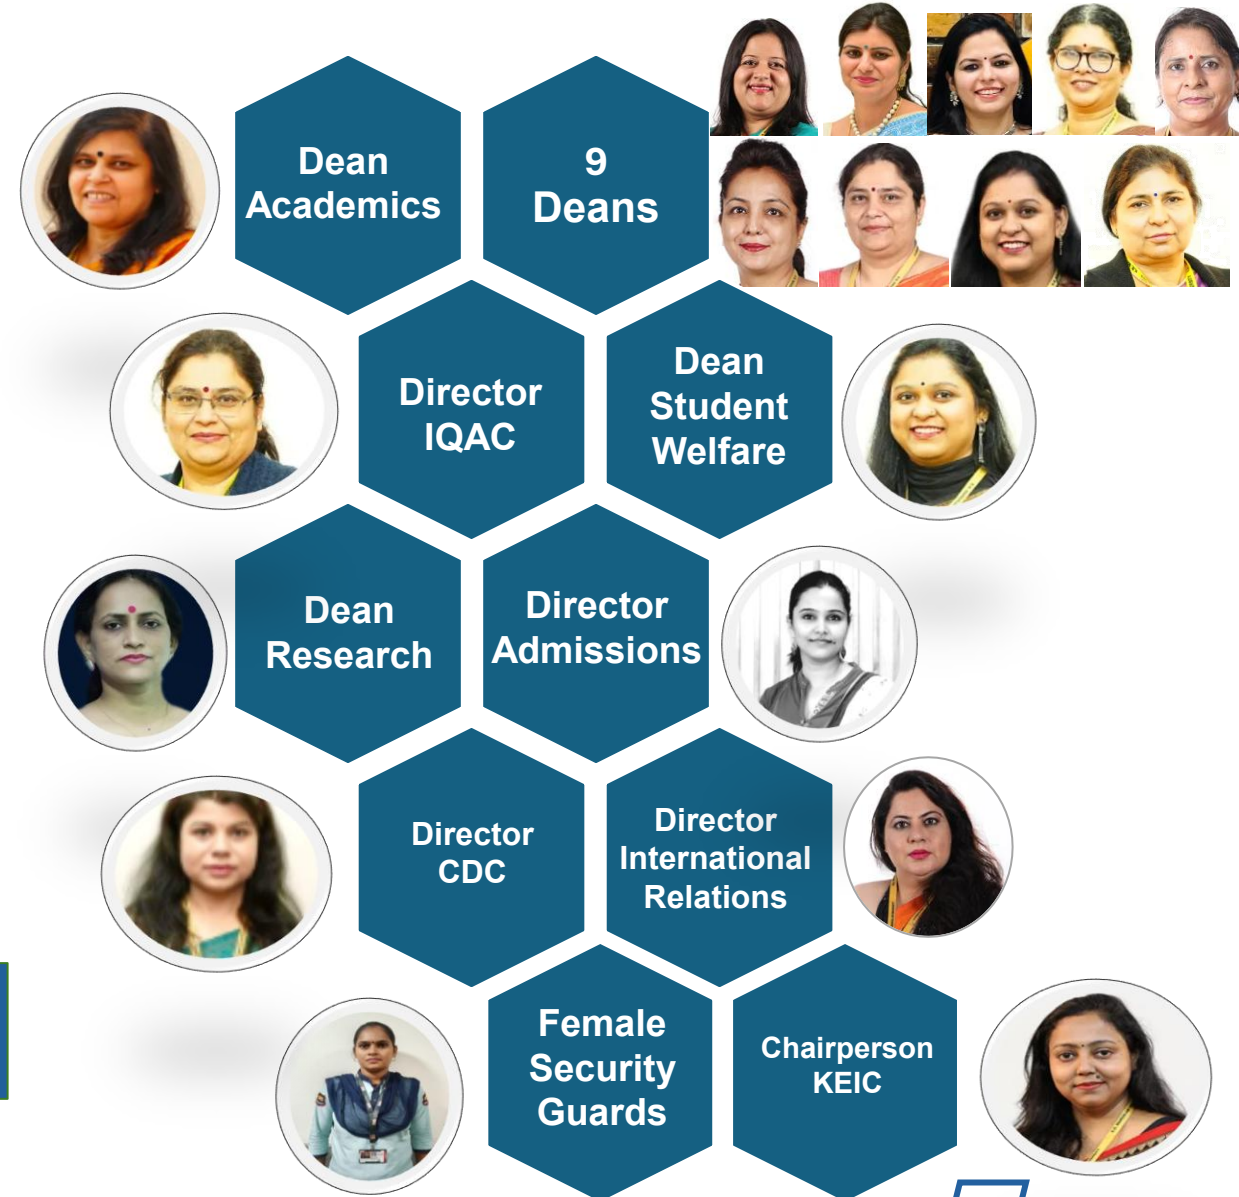 Dean
Academics
9
Deans
Director
IQAC
Dean
Student
Welfare
Dean
Research
Director
Admissions
Director
CDC
Director
International
Relations
Female
Security
Guards
Chairperson
KEIC